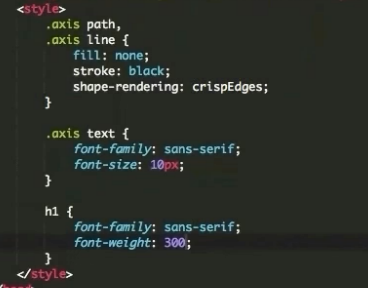 <style>
.axis path,
.axis line {
fill: none;
stroke: black;
shape-rendering: crispEdges;
}
.axis text {
font-family: sans-serif;
font-size: 10px;
}
h1 {
font-family: sans-serif;
font-weight: 300;
}
</style>